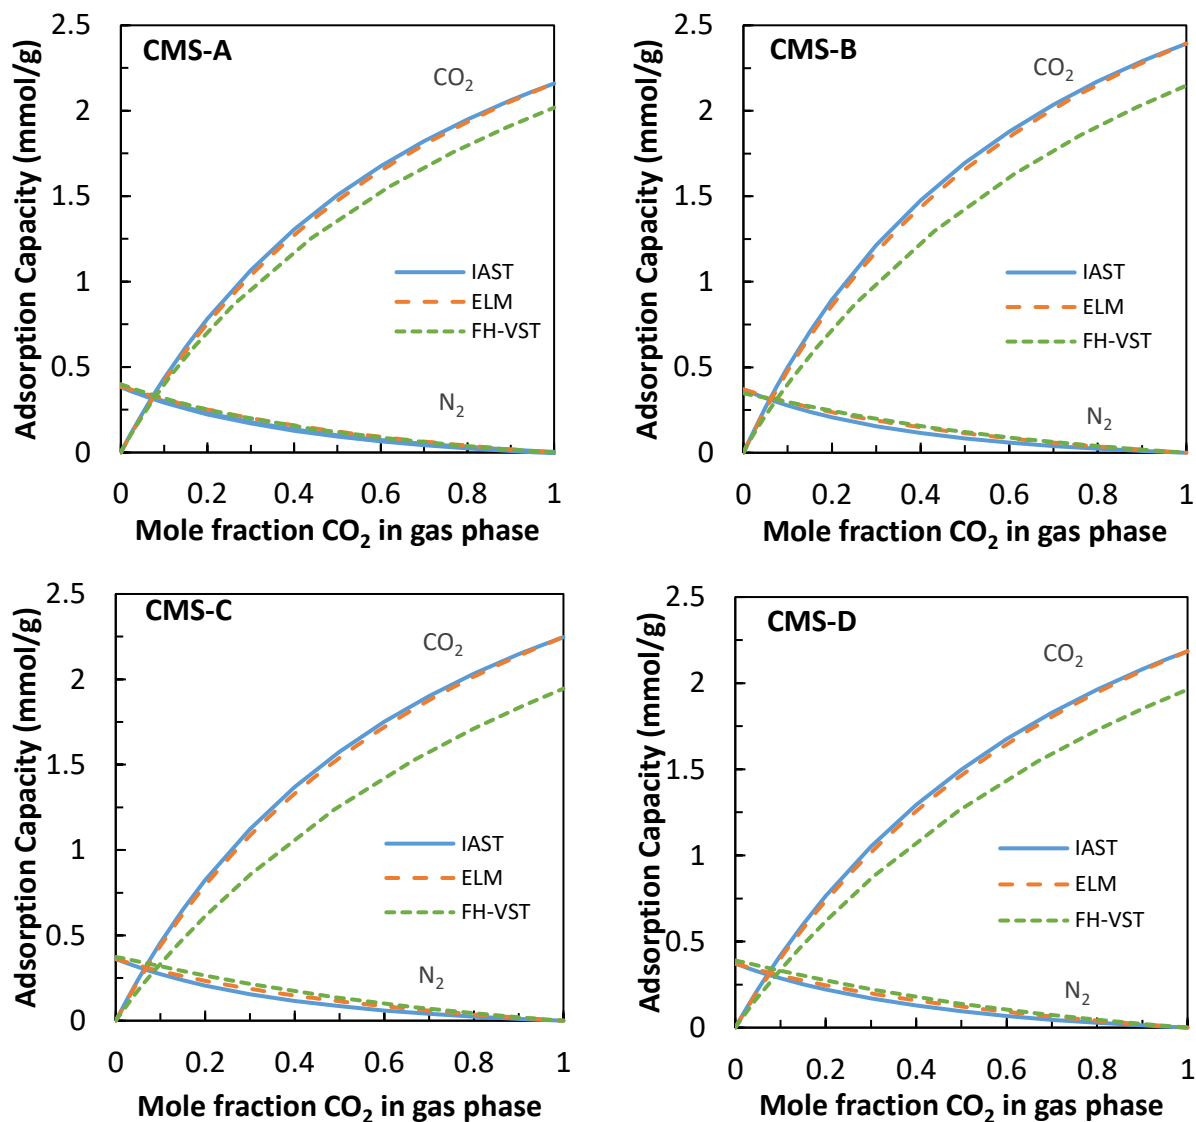 CMS-A
Adsorption Capacity (mmol/g)
2.5
2
1.5
1
0.5
0
CO₂
IAST
ELM
FH-VST
N₂
0 0.2 0.4 0.6 0.8 1
Mole fraction CO₂ in gas phase
CMS-B
Adsorption Capacity (mmol/g)
2.5
2
1.5
1
0.5
0
CO₂
IAST
ELM
FH-VST
N₂
0 0.2 0.4 0.6 0.8 1
Mole fraction CO₂ in gas phase
CMS-C
Adsorption Capacity (mmol/g)
2.5
2
1.5
1
0.5
0
CO₂
IAST
ELM
FH-VST
N₂
0 0.2 0.4 0.6 0.8 1
Mole fraction CO₂ in gas phase
CMS-D
Adsorption Capacity (mmol/g)
2.5
2
1.5
1
0.5
0
CO₂
IAST
ELM
FH-VST
N₂
0 0.2 0.4 0.6 0.8 1
Mole fraction CO₂ in gas phase